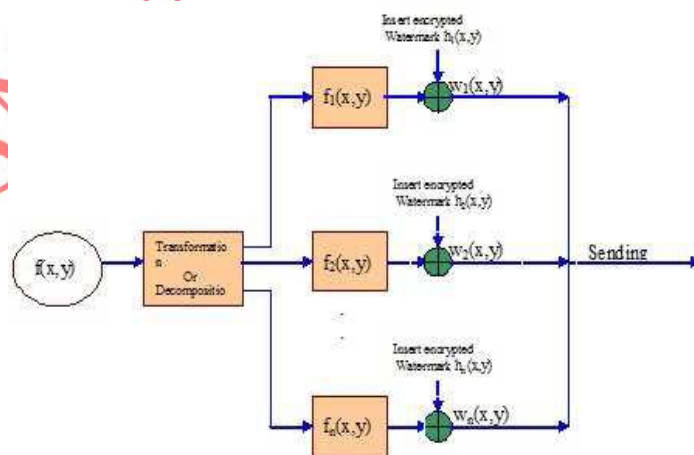 Insert encrypted
Watermark h₁(x,y)
f₁(x,y)
w₁(x,y)
Insert encrypted
Watermark h₂(x,y)
f(x,y)
Transformatio
n
Or
Decompositio
f₂(x,y)
w₂(x,y)
Sending
Insert encrypted
Watermark hₙ(x,y)
fₙ(x,y)
wₙ(x,y)